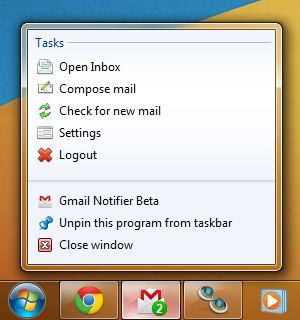 Tasks
Open Inbox
Compose mail
Check for new mail
Settings
Logout
Gmail Notifier Beta
Unpin this program from taskbar
Close window
2